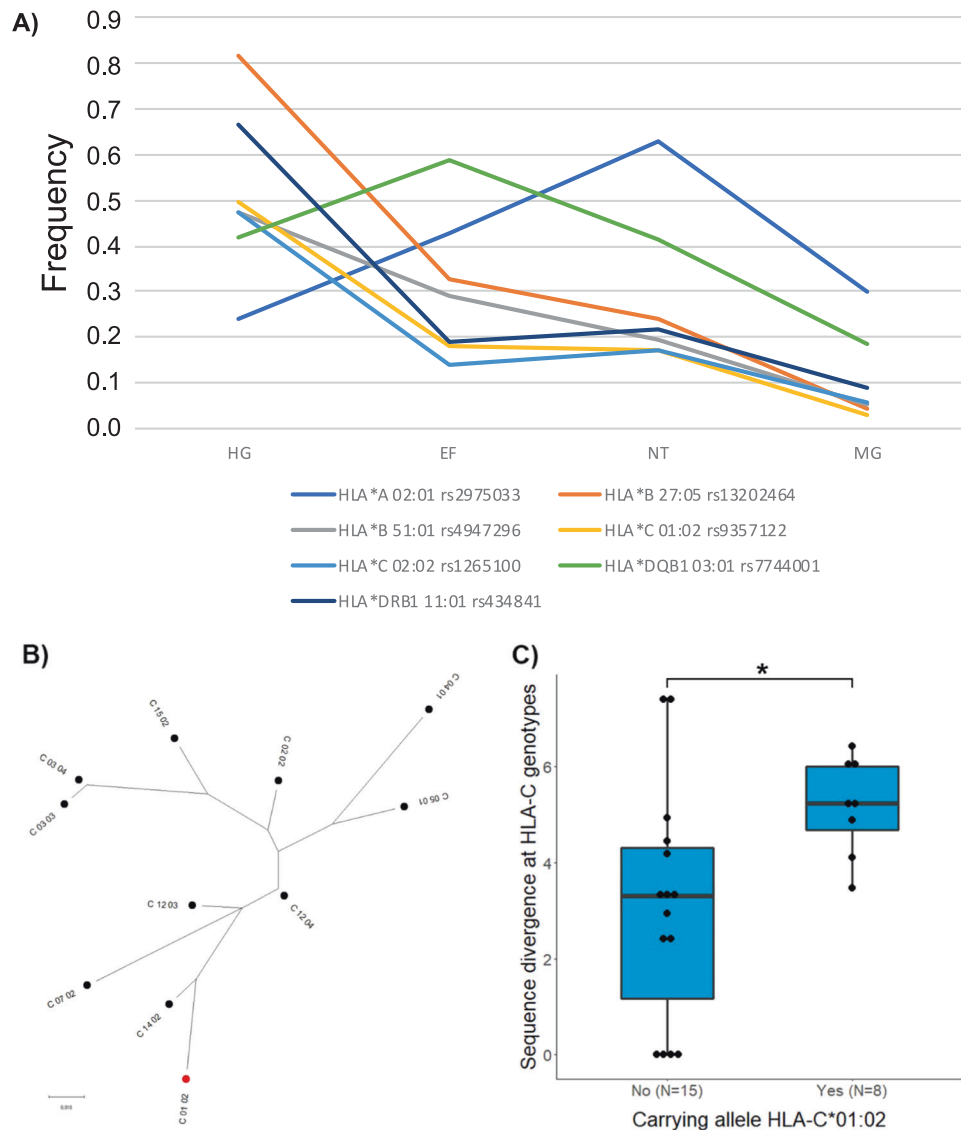 A)
Frequency
0.9
0.8
0.7
0.6
0.5
0.4
0.3
0.2
0.1
0.0
HG EF NT MG
HLA*A 02:01 rs2975033 HLA*B 27:05 rs13202464
HLA*B 51:01 rs4947296 HLA*C 01:02 rs9357122
HLA*C 02:02 rs1265100 HLA*DQB1 03:01 rs7744001
HLA*DRB1 11:01 rs434841
B)
C 04 01
C 15 02
C 02 02
C 03 04
C 03 03
C 05 01
C 12 03
C 12 04
C 07 02
C 14 02
C 01 02
C)
*
Sequence divergence at HLA-C genotypes
6
4
2
0
No (N=15) Yes (N=8)
Carrying allele HLA-C*01:02